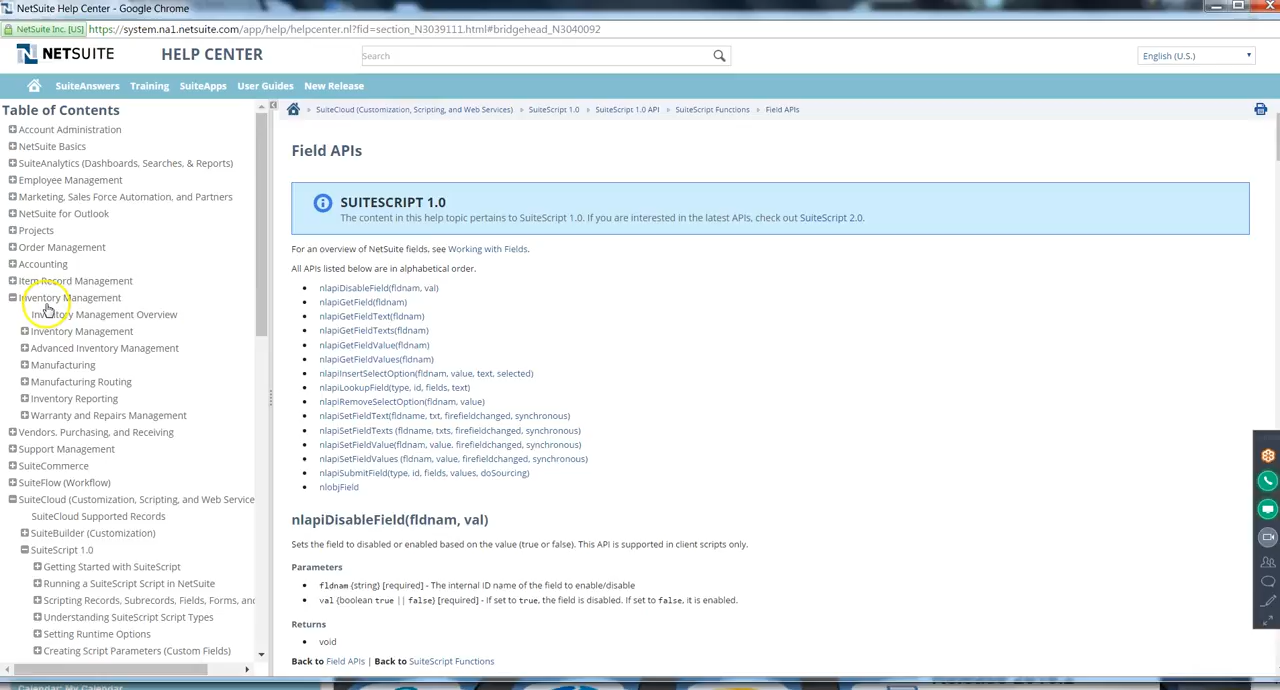 NetSuite Help Center - Google Chrome
NetSuite Inc. [US] https://system.na1.netsuite.com/app/help/helpcenter.nl?fid=section_N3039111.html#bridgehead_N3040092
NETSUITE HELP CENTER Search English (U.S.)
SuiteAnswers Training SuiteApps User Guides New Release
Table of Contents
Account Administration
NetSuite Basics
SuiteAnalytics (Dashboards, Searches, & Reports)
Employee Management
Marketing, Sales Force Automation, and Partners
NetSuite for Outlook
Projects
Order Management
Accounting
Item Record Management
Inventory Management
Inventory Management Overview
Inventory Management
Advanced Inventory Management
Manufacturing
Manufacturing Routing
Inventory Reporting
Warranty and Repairs Management
Vendors, Purchasing, and Receiving
Support Management
SuiteCommerce
SuiteFlow (Workflow)
SuiteCloud (Customization, Scripting, and Web Service
SuiteCloud Supported Records
SuiteBuilder (Customization)
SuiteScript 1.0
Getting Started with SuiteScript
Running a SuiteScript Script in NetSuite
Scripting Records, Subrecords, Fields, Forms, and
Understanding SuiteScript Script Types
Setting Runtime Options
Creating Script Parameters (Custom Fields)
» SuiteCloud (Customization, Scripting, and Web Services) » SuiteScript 1.0 » SuiteScript 1.0 API » SuiteScript Functions » Field APIs
Field APIs
SUITESCRIPT 1.0
The content in this help topic pertains to SuiteScript 1.0. If you are interested in the latest APIs, check out SuiteScript 2.0.
For an overview of NetSuite fields, see Working with Fields.
All APIs listed below are in alphabetical order.
• nlapiDisableField(fldnam, val)
• nlapiGetField(fldnam)
• nlapiGetFieldText(fldnam)
• nlapiGetFieldTexts(fldnam)
• nlapiGetFieldValue(fldnam)
• nlapiGetFieldValues(fldnam)
• nlapiInsertSelectOption(fldnam, value, text, selected)
• nlapiLookupField(type, id, fields, text)
• nlapiRemoveSelectOption(fldnam, value)
• nlapiSetFieldText(fldname, txt, firefieldchanged, synchronous)
• nlapiSetFieldTexts (fldname, txts, firefieldchanged, synchronous)
• nlapiSetFieldValue(fldnam, value, firefieldchanged, synchronous)
• nlapiSetFieldValues (fldnam, value, firefieldchanged, synchronous)
• nlapiSubmitField(type, id, fields, values, doSourcing)
• nlobjField
nlapiDisableField(fldnam, val)
Sets the field to disabled or enabled based on the value (true or false). This API is supported in client scripts only.
Parameters
• fldnam {string} [required] - The internal ID name of the field to enable/disable
• val {boolean true || false} [required] - If set to true, the field is disabled. If set to false, it is enabled.
Returns
• void
Back to Field APIs | Back to SuiteScript Functions
Calendar: My Calendar